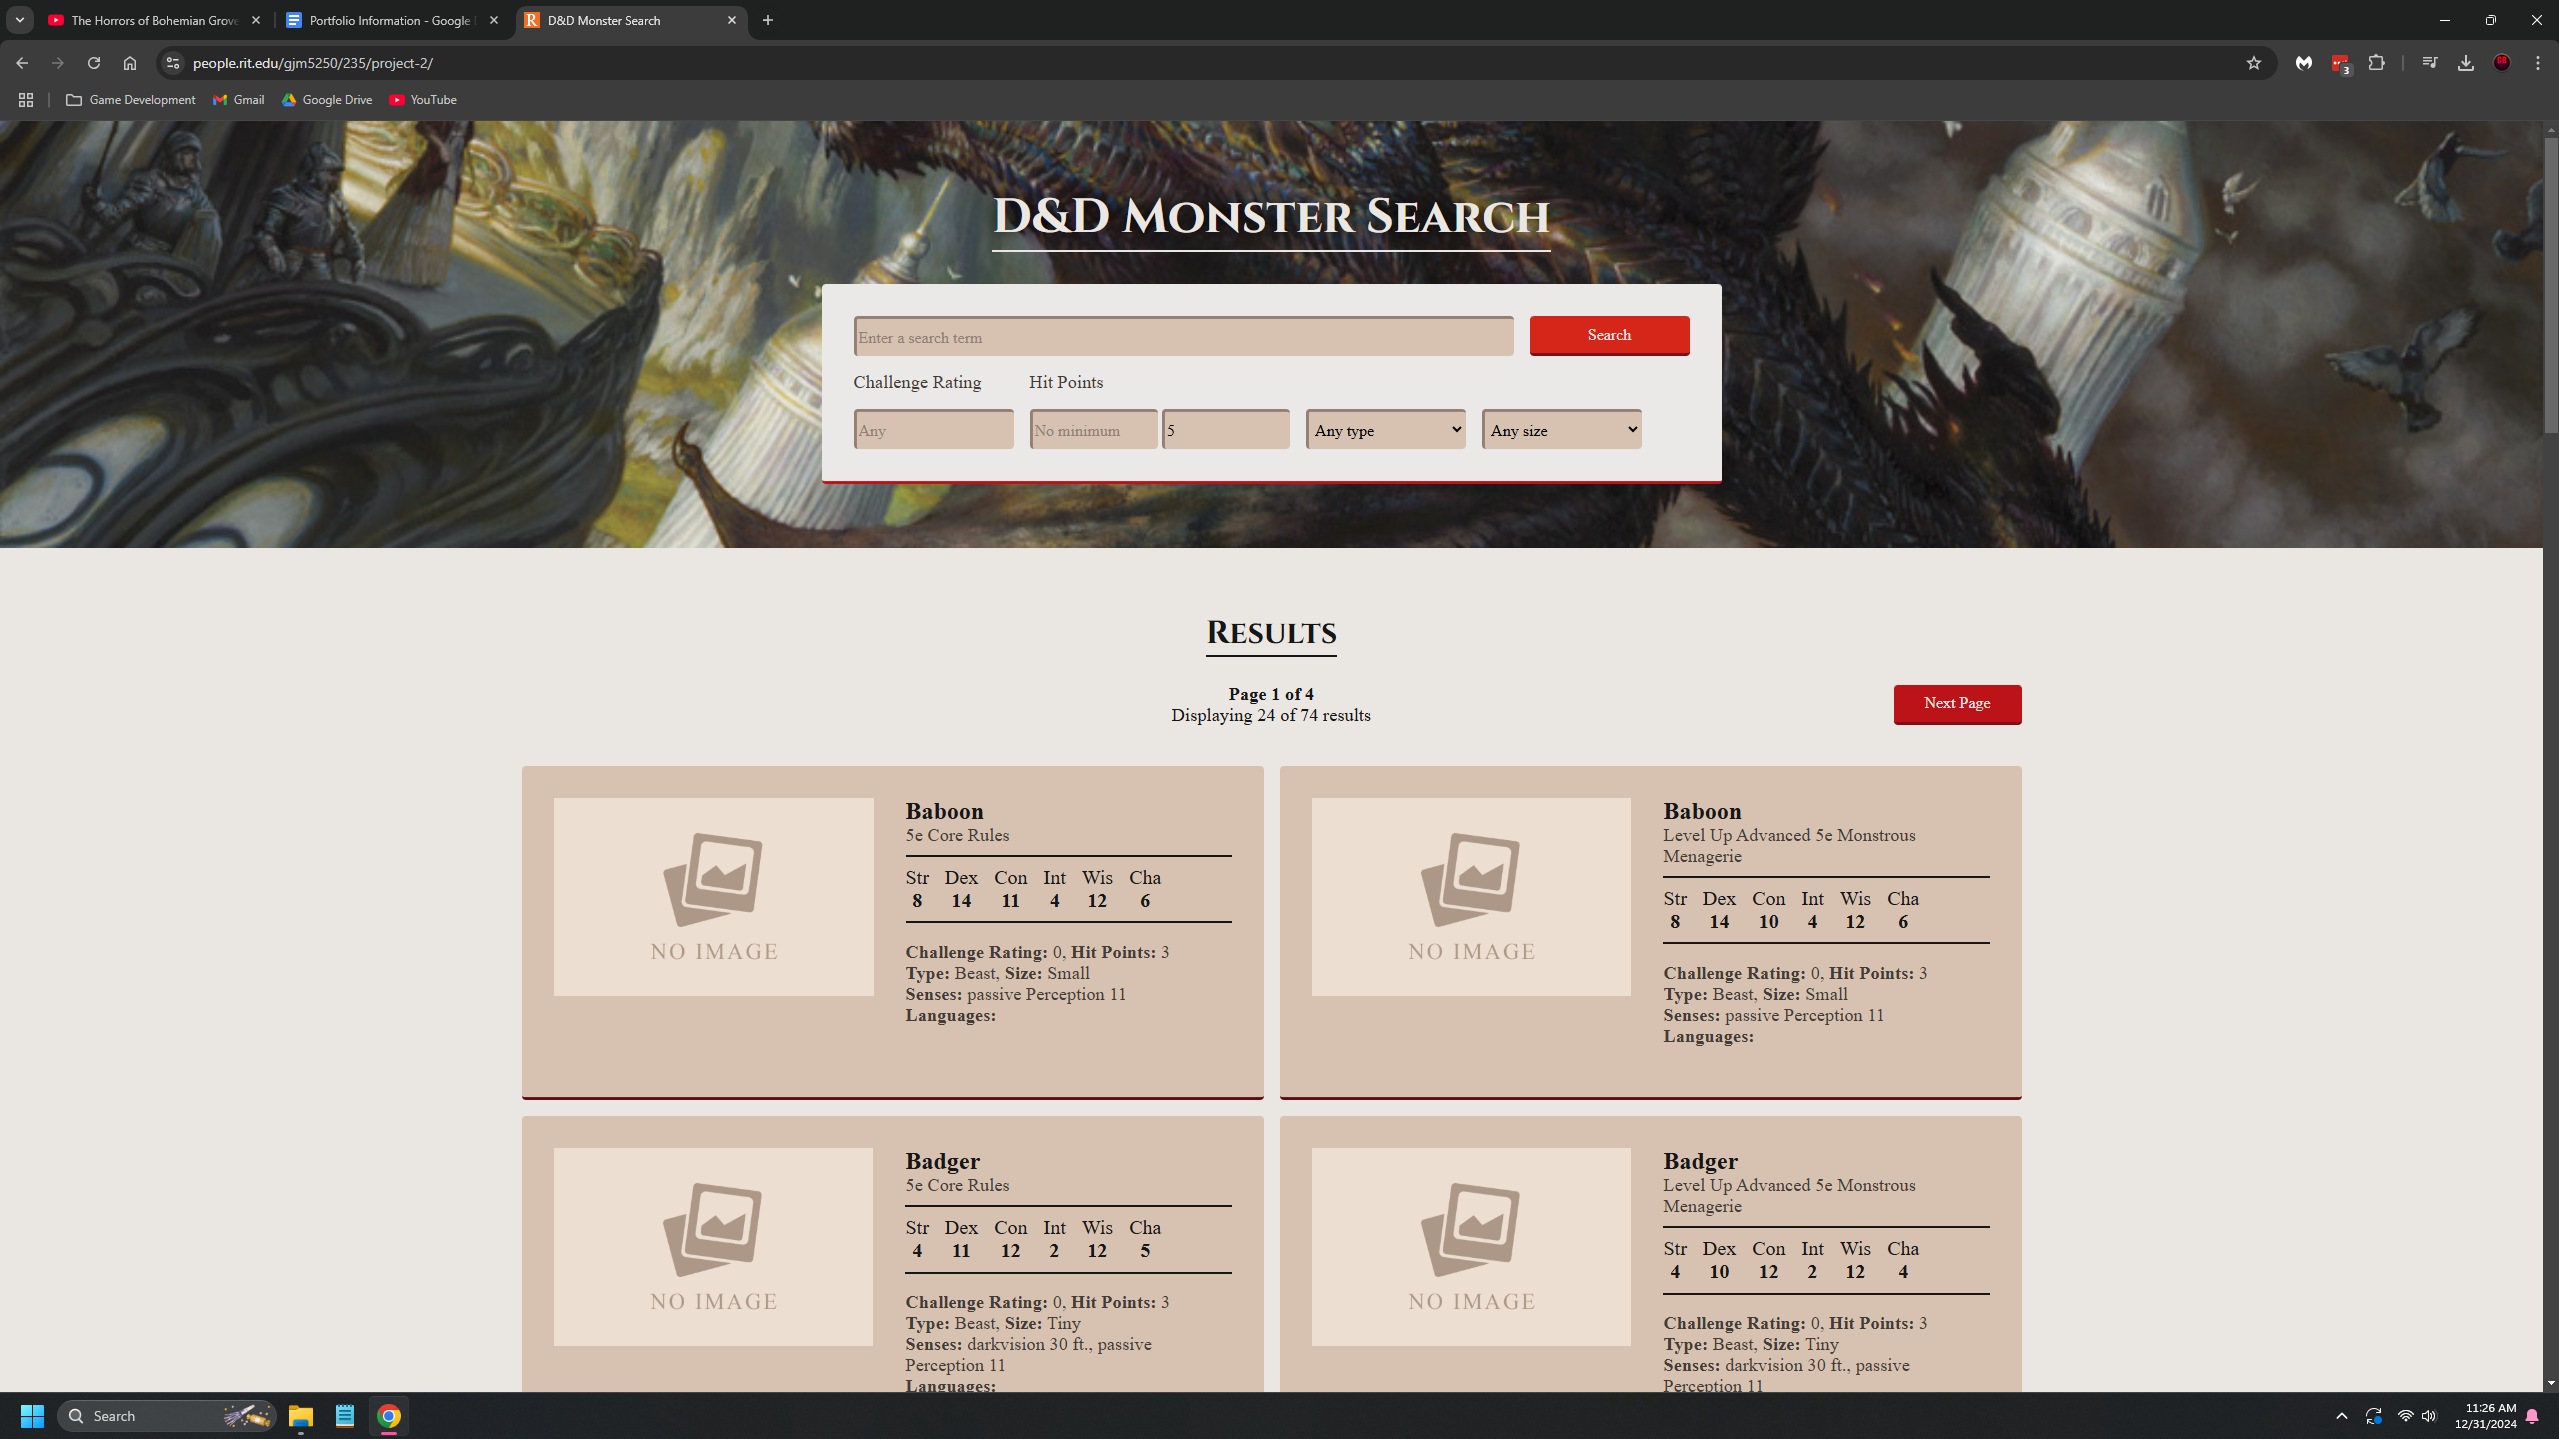 The Horrors of Bohemian Grove
Portfolio Information - Google
D&D Monster Search
people.rit.edu/gjm5250/235/project-2/
3
Game Development
Gmail
Google Drive
YouTube
D&D Monster Search
Enter a search term
Search
Challenge Rating
Hit Points
Any
No minimum
5
Any type
Any size
Results
Page 1 of 4
Displaying 24 of 74 results
Next Page
NO IMAGE
Baboon
5e Core Rules
Str Dex Con Int Wis Cha
8 14 11 4 12 6
Challenge Rating: 0, Hit Points: 3
Type: Beast, Size: Small
Senses: passive Perception 11
Languages:
NO IMAGE
Baboon
Level Up Advanced 5e Monstrous
Menagerie
Str Dex Con Int Wis Cha
8 14 10 4 12 6
Challenge Rating: 0, Hit Points: 3
Type: Beast, Size: Small
Senses: passive Perception 11
Languages:
NO IMAGE
Badger
5e Core Rules
Str Dex Con Int Wis Cha
4 11 12 2 12 5
Challenge Rating: 0, Hit Points: 3
Type: Beast, Size: Tiny
Senses: darkvision 30 ft., passive
Perception 11
Languages:
NO IMAGE
Badger
Level Up Advanced 5e Monstrous
Menagerie
Str Dex Con Int Wis Cha
4 10 12 2 12 4
Challenge Rating: 0, Hit Points: 3
Type: Beast, Size: Tiny
Senses: darkvision 30 ft., passive
Perception 11
Search
11:26 AM
12/31/2024